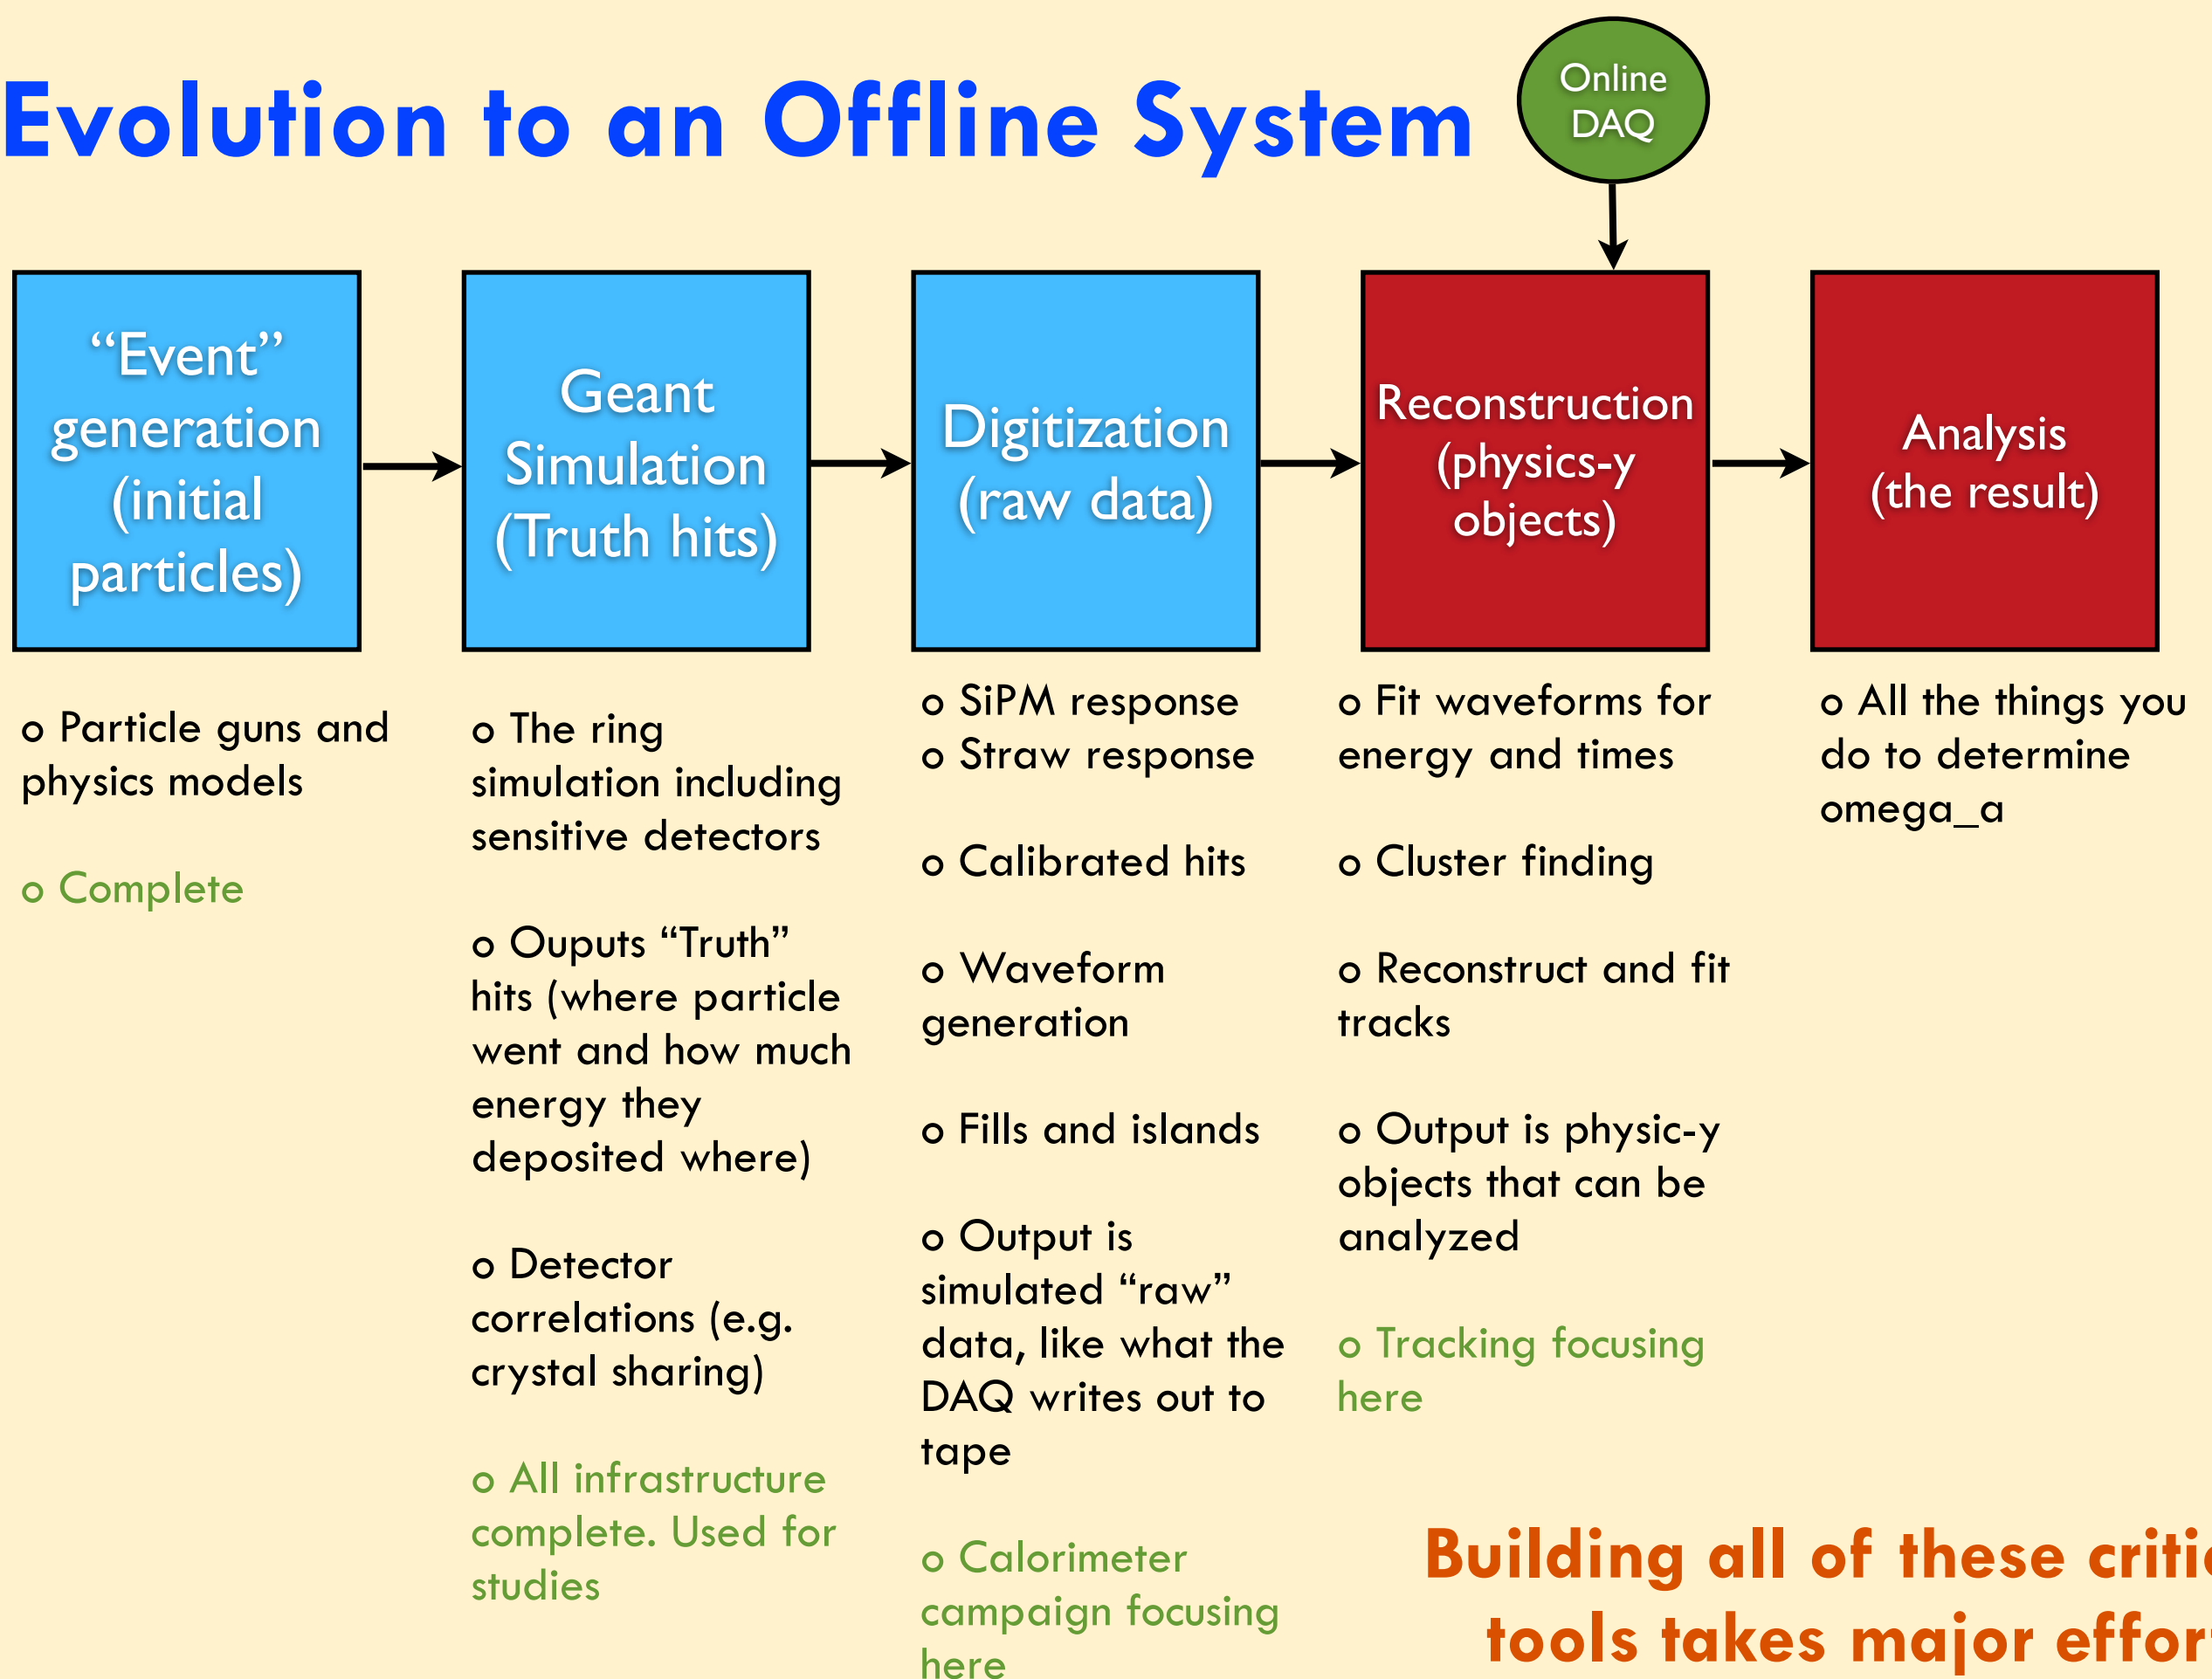 Evolution to an Offline System
Online
DAQ
“Event”
generation
(initial
particles)
Geant
Simulation
(Truth hits)
Digitization
(raw data)
Reconstruction
(physics-y
objects)
Analysis
(the result)
o Particle guns and
physics models
o Complete
o The ring
simulation including
sensitive detectors
o Ouputs “Truth”
hits (where particle
went and how much
energy they
deposited where)
o Detector
correlations (e.g.
crystal sharing)
o All infrastructure
complete. Used for
studies
o SiPM response
o Straw response
o Calibrated hits
o Waveform
generation
o Fills and islands
o Output is
simulated “raw”
data, like what the
DAQ writes out to
tape
o Calorimeter
campaign focusing
here
o Fit waveforms for
energy and times
o Cluster finding
o Reconstruct and fit
tracks
o Output is physic-y
objects that can be
analyzed
o Tracking focusing
here
o All the things you
do to determine
omega_a
Building all of these
tools takes major